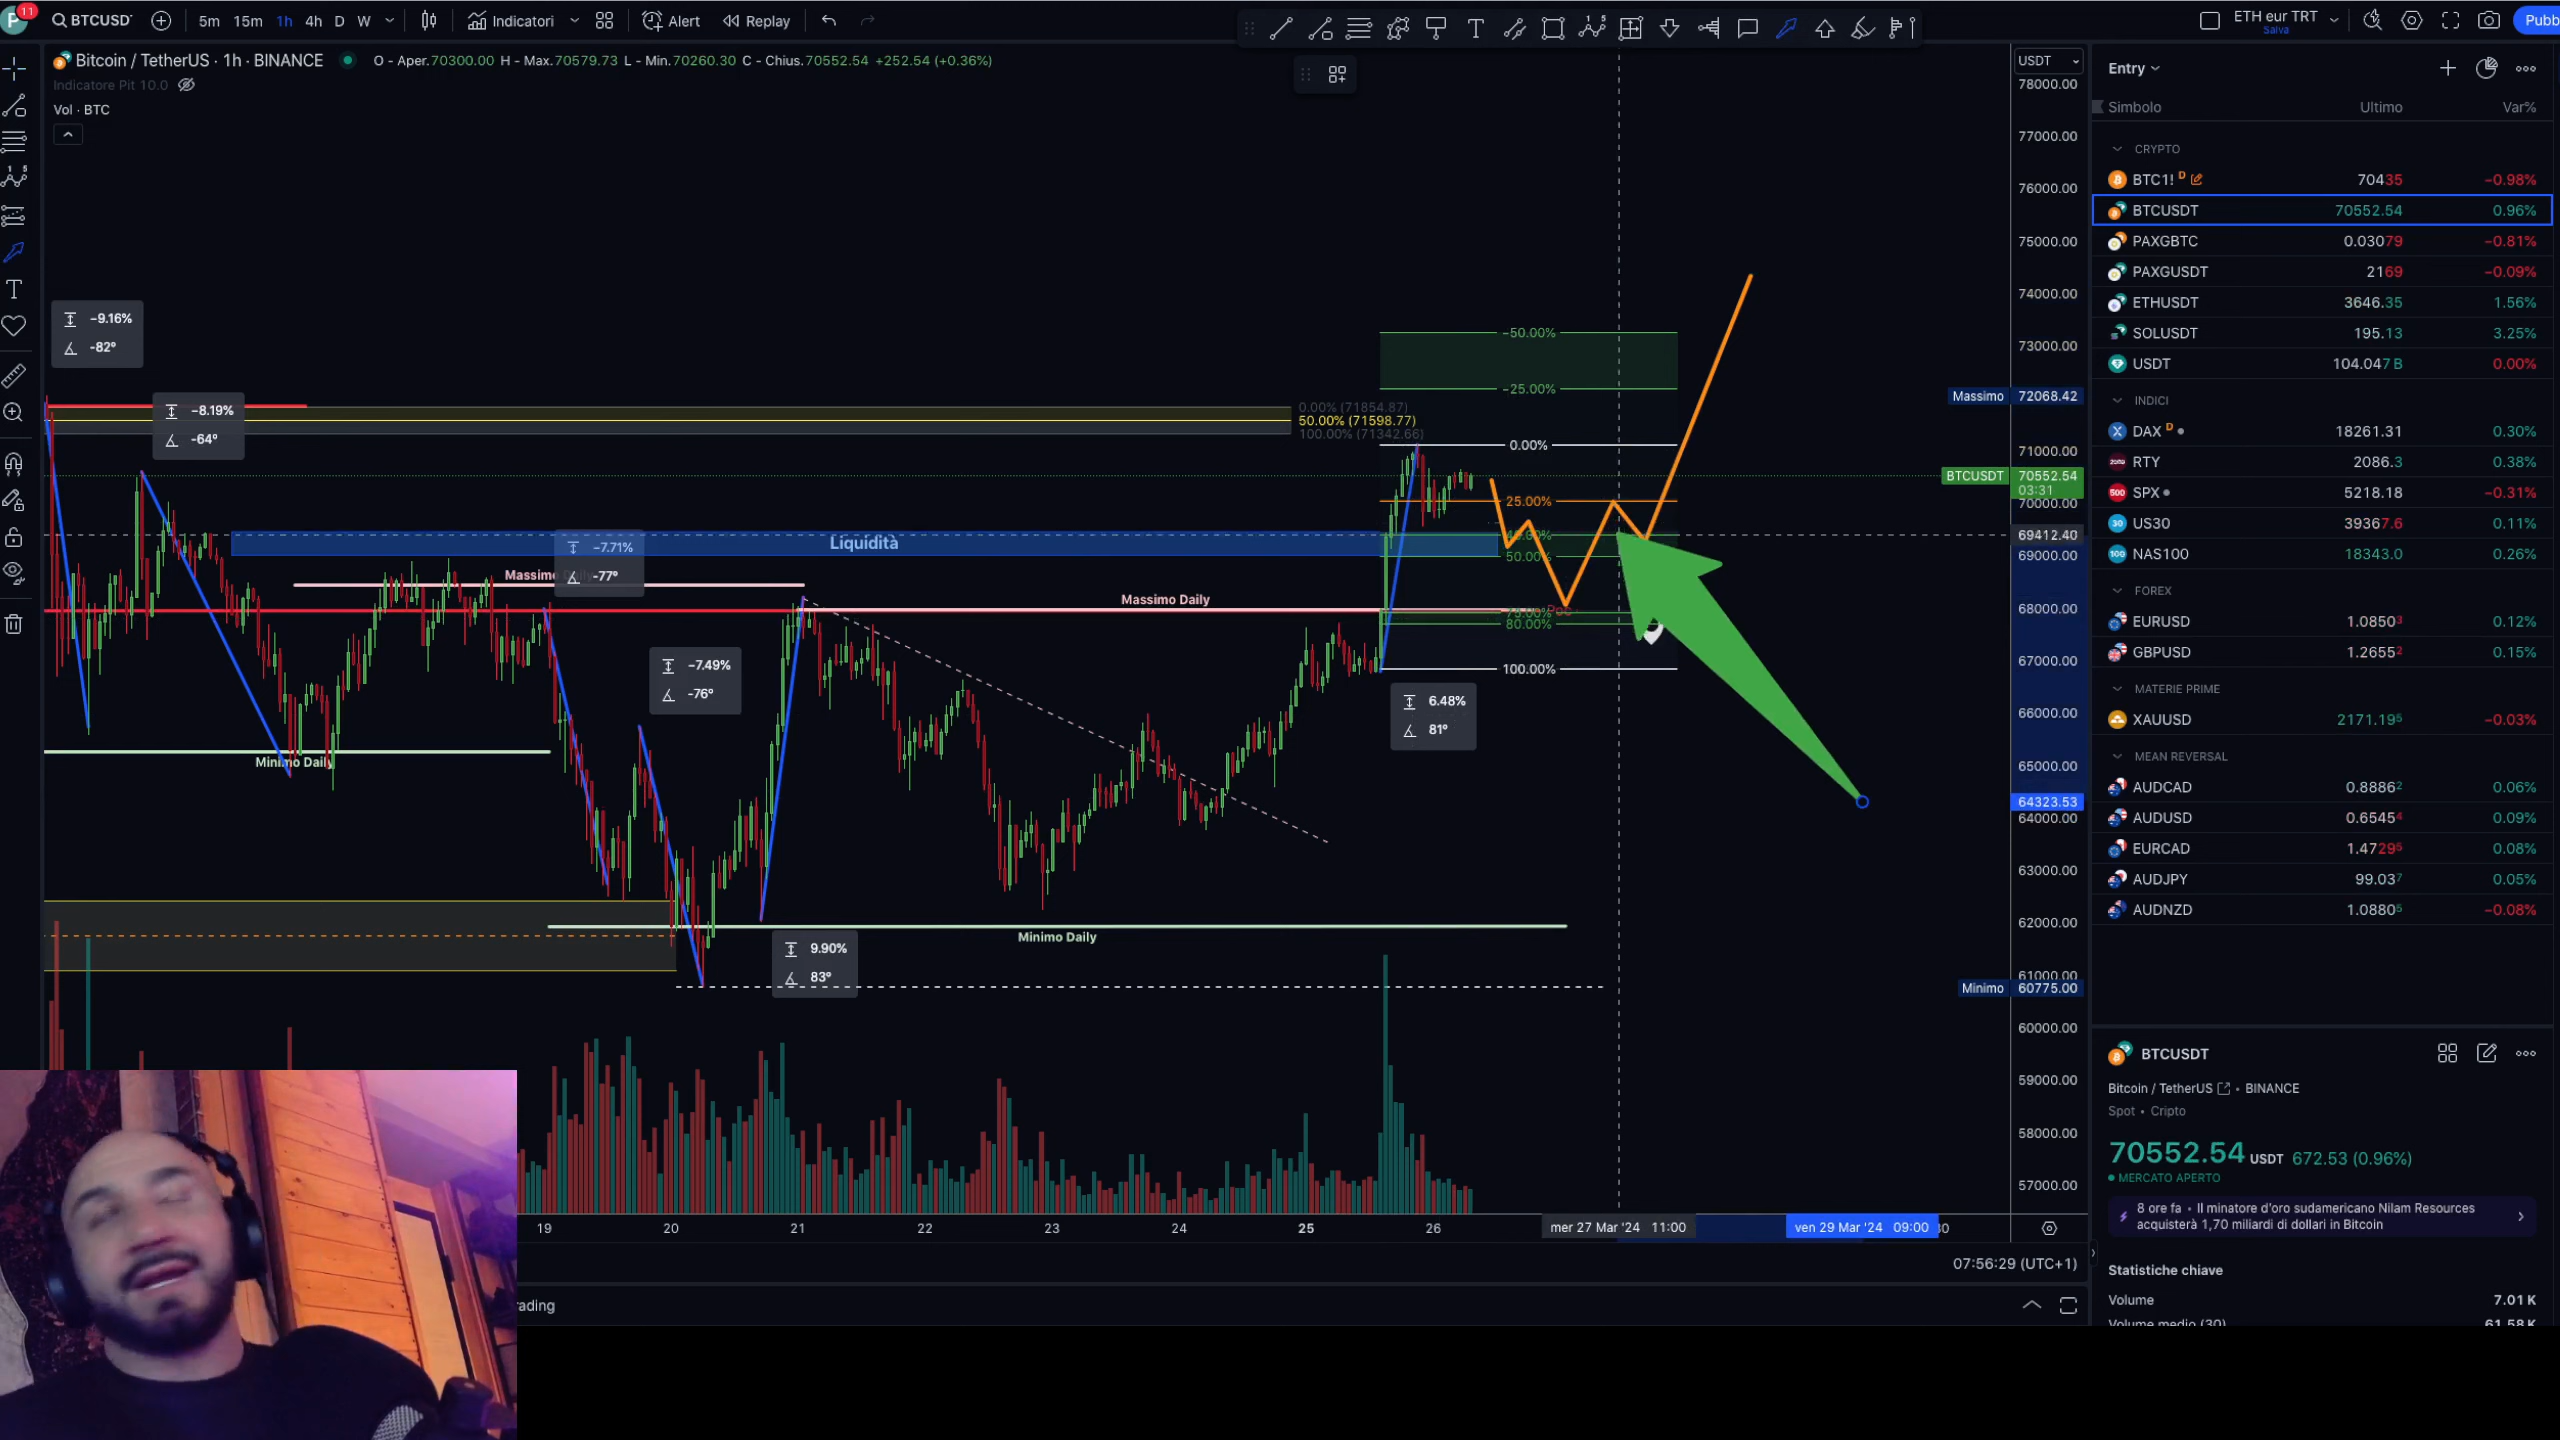 11
BTCUSD
5m 15m 1h 4h D W
Indicatori
Alert
Replay
ETH eur TRT
Salva
Pubb
Bitcoin / TetherUS · 1h · BINANCE
O - Aper.70300.00 H - Max.70579.73 L - Min.70260.30 C - Chius.70552.54 +252.54 (+0.36%)
Indicatore Pit 10.0
Vol · BTC
USDT
78000.00
77000.00
76000.00
75000.00
74000.00
73000.00
Massimo 72068.42
71000.00
BTCUSDT 70552.54
03:31
70000.00
69412.40
69000.00
68000.00
67000.00
66000.00
65000.00
64323.53
64000.00
63000.00
62000.00
61000.00
Minimo 60775.00
60000.00
59000.00
58000.00
57000.00
−9.16%
-82°
−8.19%
-64°
−7.71%
-77°
−7.49%
-76°
9.90%
83°
6.48%
81°
0.00% (71854.87)
50.00% (71598.77)
100.00% (71342.66)
−50.00%
−25.00%
0.00%
25.00%
50.00%
80.00%
100.00%
Liquidità
Massimo
Massimo Daily
Minimo Daily
Minimo Daily
19 20 21 22 23 24 25 26
mer 27 Mar '24 11:00
ven 29 Mar '24 09:00
07:56:29 (UTC+1)
ading
Entry
Simbolo Ultimo Var%
CRYPTO
BTC1! D 70435 −0.98%
BTCUSDT 70552.54 0.96%
PAXGBTC 0.03079 −0.81%
PAXGUSDT 2169 −0.09%
ETHUSDT 3646.35 1.56%
SOLUSDT 195.13 3.25%
USDT 104.047 B 0.00%
INDICI
DAX D 18261.31 0.30%
RTY 2086.3 0.38%
SPX 5218.18 −0.31%
US30 39367.6 0.11%
NAS100 18343.0 0.26%
FOREX
EURUSD 1.08503 0.12%
GBPUSD 1.26552 0.15%
MATERIE PRIME
XAUUSD 2171.195 −0.03%
MEAN REVERSAL
AUDCAD 0.88862 0.06%
AUDUSD 0.65454 0.09%
EURCAD 1.47295 0.08%
AUDJPY 99.037 0.05%
AUDNZD 1.08805 −0.08%
BTCUSDT
Bitcoin / TetherUS • BINANCE
Spot • Cripto
70552.54 USDT 672.53 (0.96%)
MERCATO APERTO
8 ore fa • Il minatore d'oro sudamericano Nilam Resources
acquisterà 1,70 miliardi di dollari in Bitcoin
Statistiche chiave
Volume 7.01 K
Volume medio (30) 61.58 K